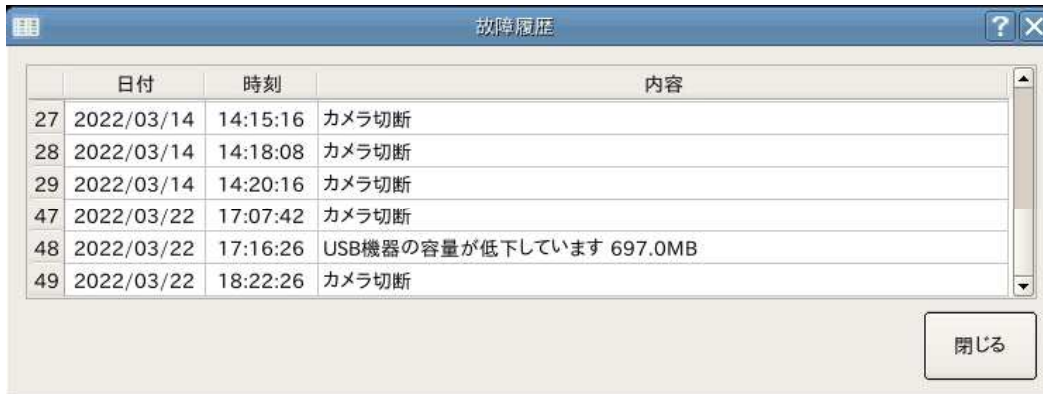 故障履歴
?
日付 時刻 内容
27 2022/03/14 14:15:16 カメラ切断
28 2022/03/14 14:18:08 カメラ切断
29 2022/03/14 14:20:16 カメラ切断
47 2022/03/22 17:07:42 カメラ切断
48 2022/03/22 17:16:26 USB機器の容量が低下しています 697.0MB
49 2022/03/22 18:22:26 カメラ切断
閉じる